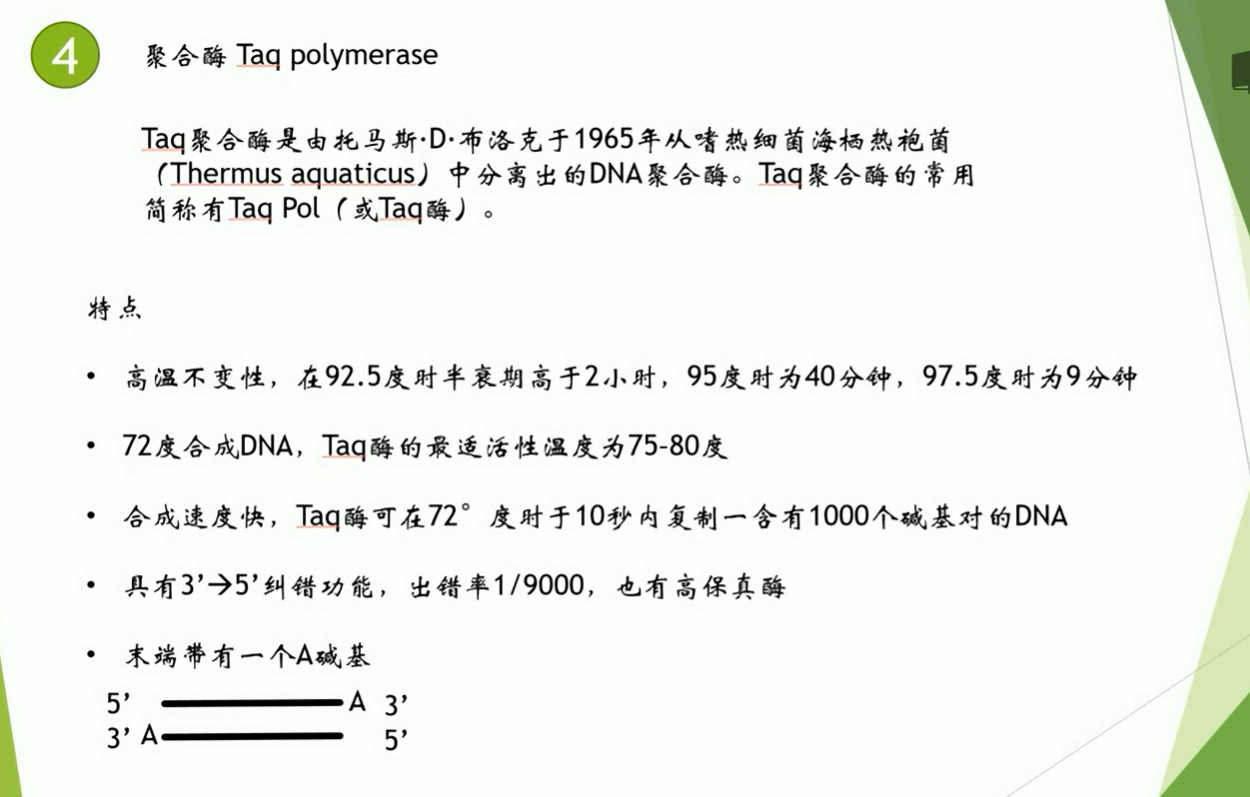 4
聚合酶 Taq polymerase
Taq聚合酶是由托马斯·D·布洛克于1965年从嗜热细菌海栖热袍菌
（Thermus aquaticus）中分离出的DNA聚合酶。Taq聚合酶的常用
简称有Taq Pol（或Taq酶）。
特点
• 高温不变性，在92.5度时半衰期高于2小时，95度时为40分钟，97.5度时为9分钟
• 72度合成DNA，Taq酶的最适活性温度为75-80度
• 合成速度快，Taq酶可在72°度时于10秒内复制一含有1000个碱基对的DNA
• 具有3’→5’纠错功能，出错率1/9000，也有高保真酶
• 末端带有一个A碱基
5’ A 3’
3’ A 5’